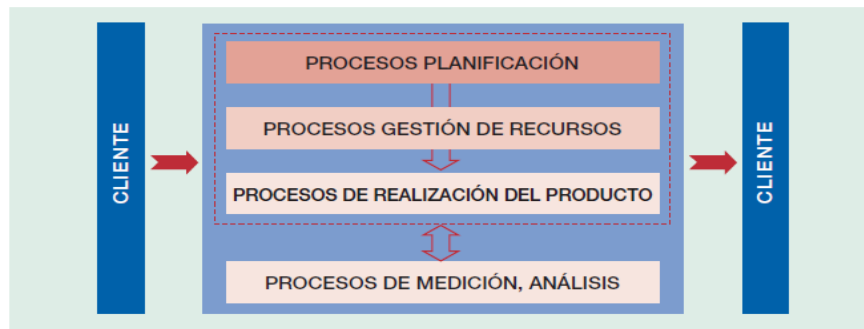 CLIENTE
PROCESOS PLANIFICACIÓN
PROCESOS GESTIÓN DE RECURSOS
PROCESOS DE REALIZACIÓN DEL PRODUCTO
PROCESOS DE MEDICIÓN, ANÁLISIS
CLIENTE